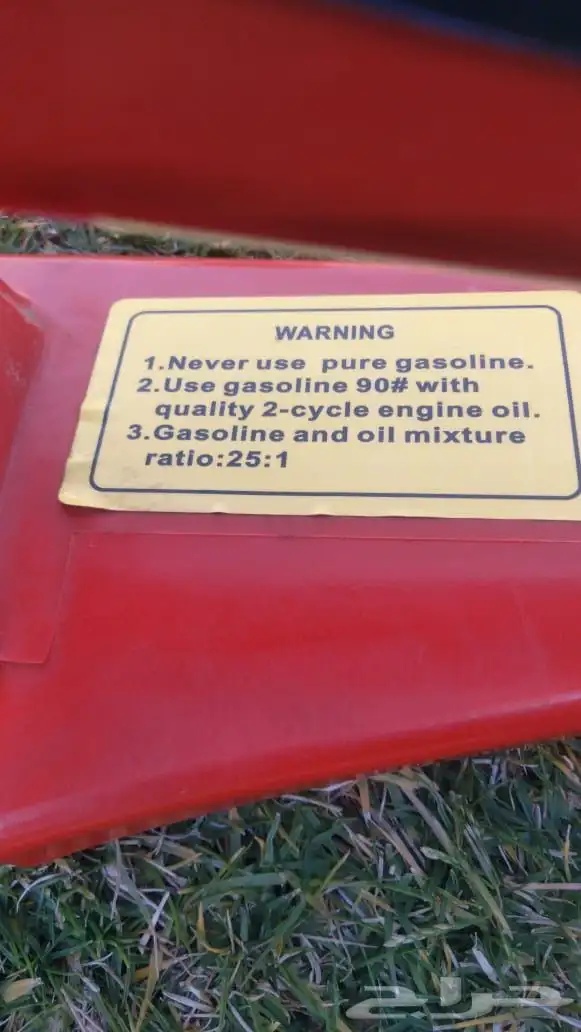 WARNING
1.Never use pure gasoline.
2.Use gasoline 90# with
quality 2-cycle engine oil.
3.Gasoline and oil mixture
ratio:25:1
حراج